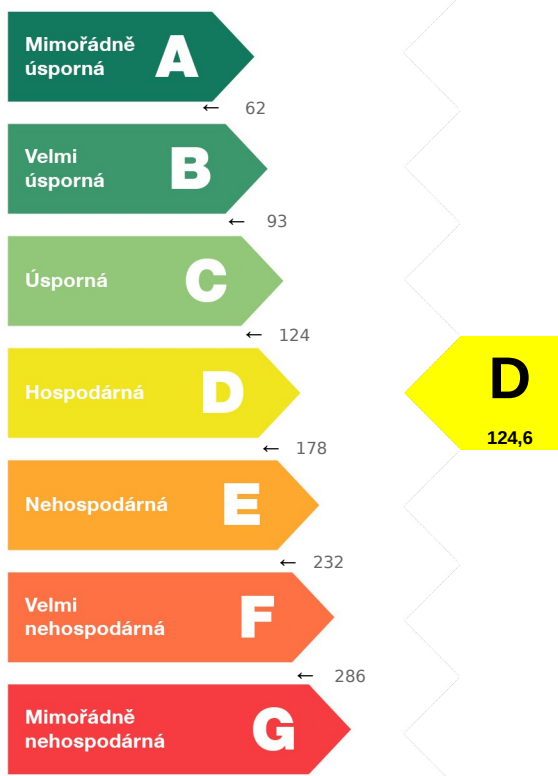 Mimořádně
úsporná
A
← 62
Velmi
úsporná
B
← 93
Úsporná
C
← 124
Hospodárná
D
D
124,6
← 178
Nehospodárná
E
← 232
Velmi
nehospodárná
F
← 286
Mimořádně
nehospodárná
G